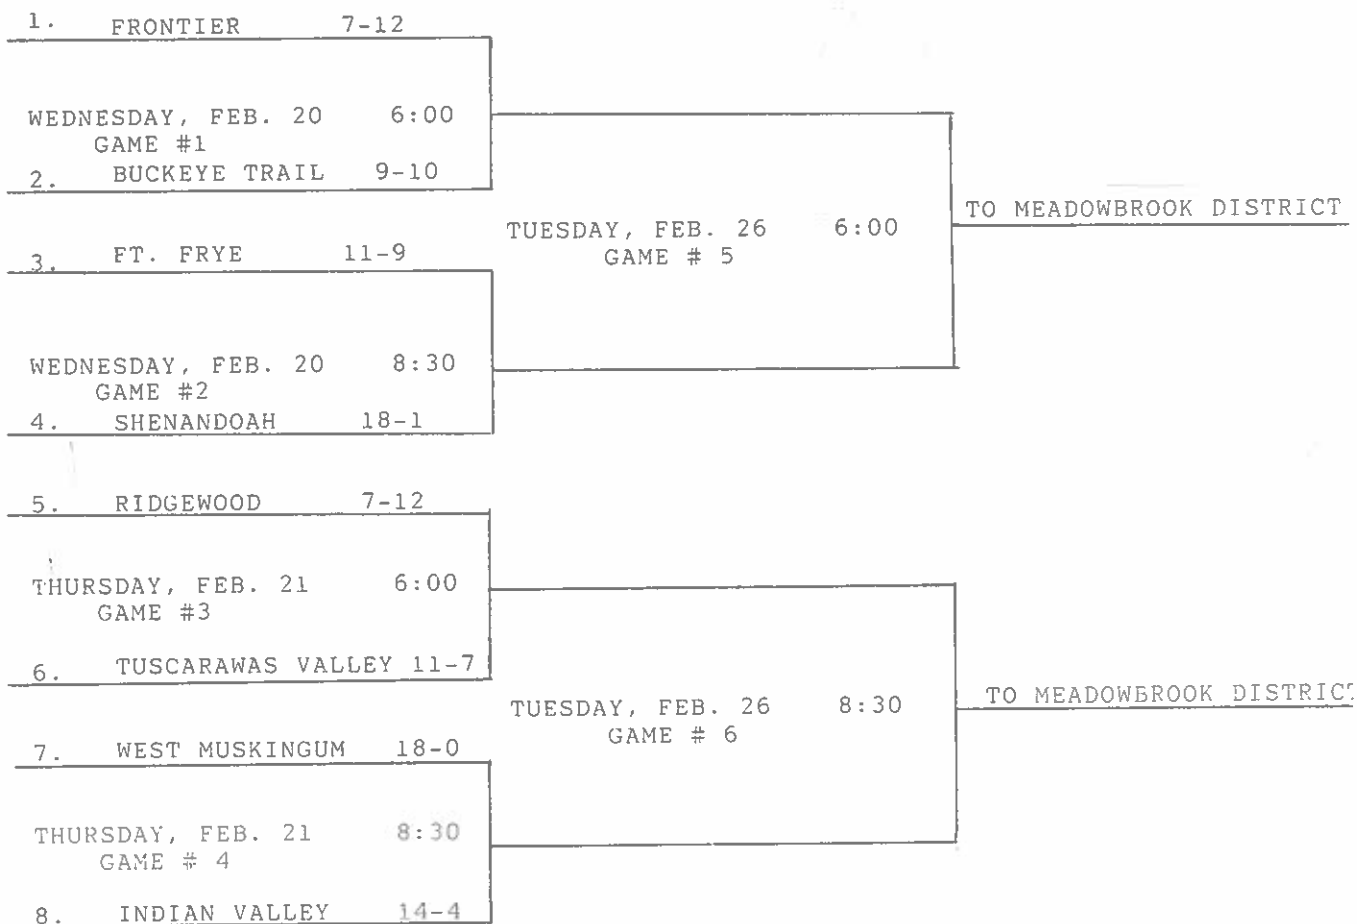 1. FRONTIER 7-12
WEDNESDAY, FEB. 20 6:00
GAME #1
2. BUCKEYE TRAIL 9-10
3. FT. FRYE 11-9
WEDNESDAY, FEB. 20 8:30
GAME #2
4. SHENANDOAH 18-1
TUESDAY, FEB. 26 6:00
GAME # 5
TO MEADOWBROOK DISTRICT
5. RIDGEWOOD 7-12
THURSDAY, FEB. 21 6:00
GAME #3
6. TUSCARAWAS VALLEY 11-7
7. WEST MUSKINGUM 18-0
THURSDAY, FEB. 21 8:30
GAME # 4
8. INDIAN VALLEY 14-4
TUESDAY, FEB. 26 8:30
GAME # 6
TO MEADOWBROOK DISTRICT